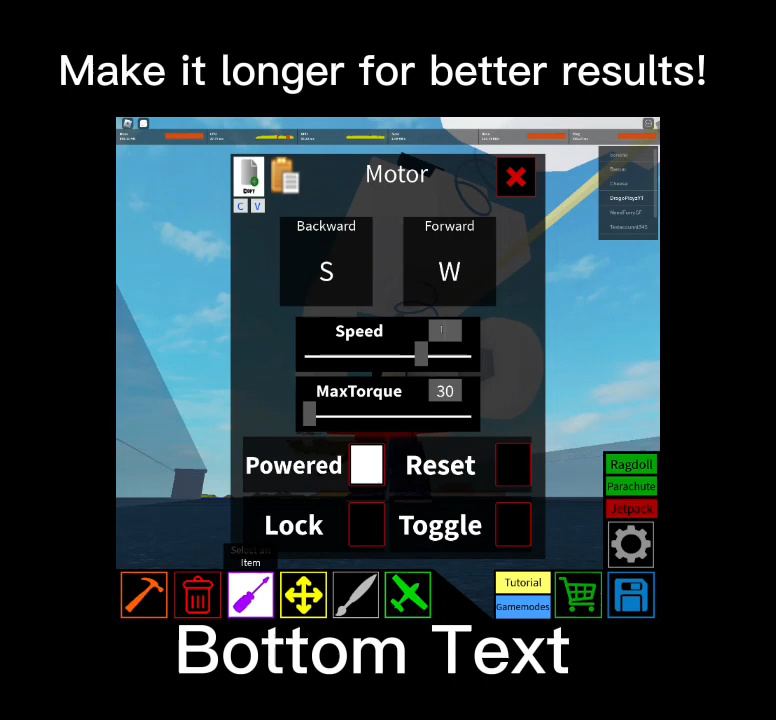 Make it longer for better results!
Motor
COPY
C V
Backward
Forward
S
W
Speed
MaxTorque 30
Powered
Reset
Lock
Toggle
Select an
Item
Ragdoll
Parachute
Jetpack
Tutorial
Gamemodes
Bottom Text